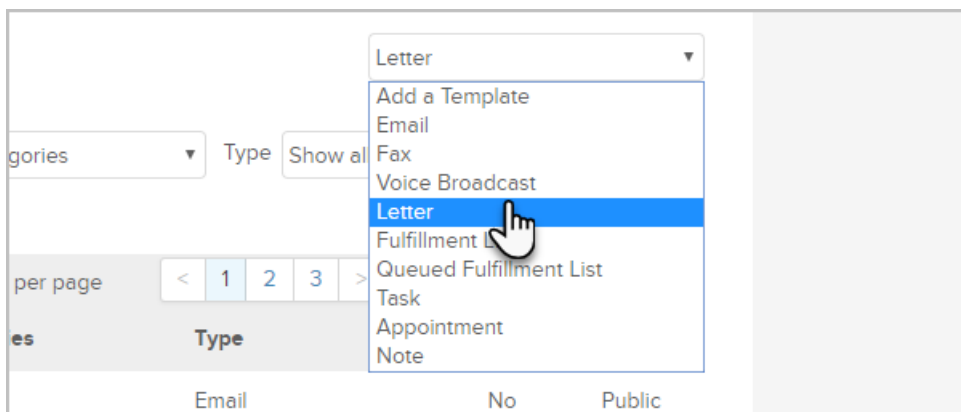 Letter
Add a Template
Email
gories Type Show al Fax
Voice Broadcast
Letter
Fulfillment L
Queued Fulfillment List
per page < 1 2 3 >
Task
Appointment
es Type
Note
Email No Public